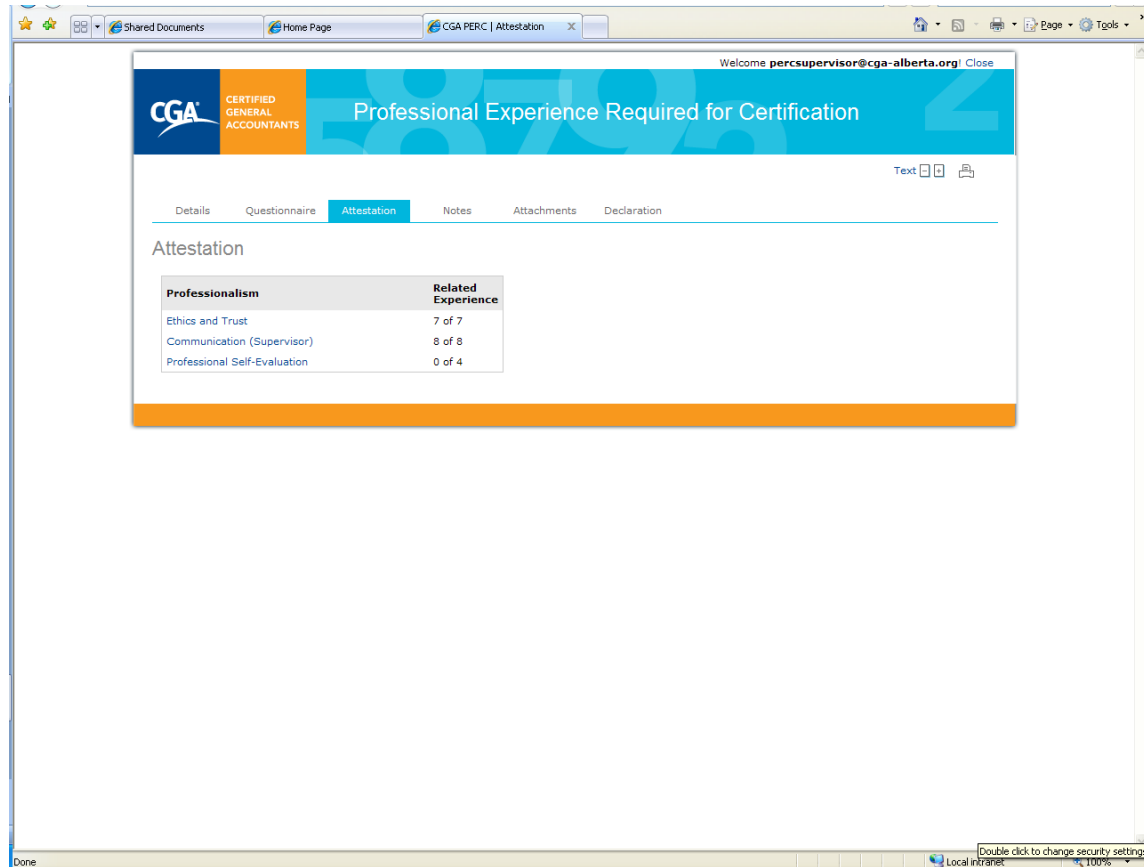 Shared Documents Home Page CGA PERC | Attestation X Page Tools
Welcome percsupervisor@cga-alberta.org! Close
CGA CERTIFIED
GENERAL
ACCOUNTANTS
Professional Experience Required for Certification
58792 2
Text - +
Details Questionnaire Attestation Notes Attachments Declaration
Attestation
Professionalism Related
Experience
Ethics and Trust 7 of 7
Communication (Supervisor) 8 of 8
Professional Self-Evaluation 0 of 4
Double click to change security setting
Done Local intranet 100%